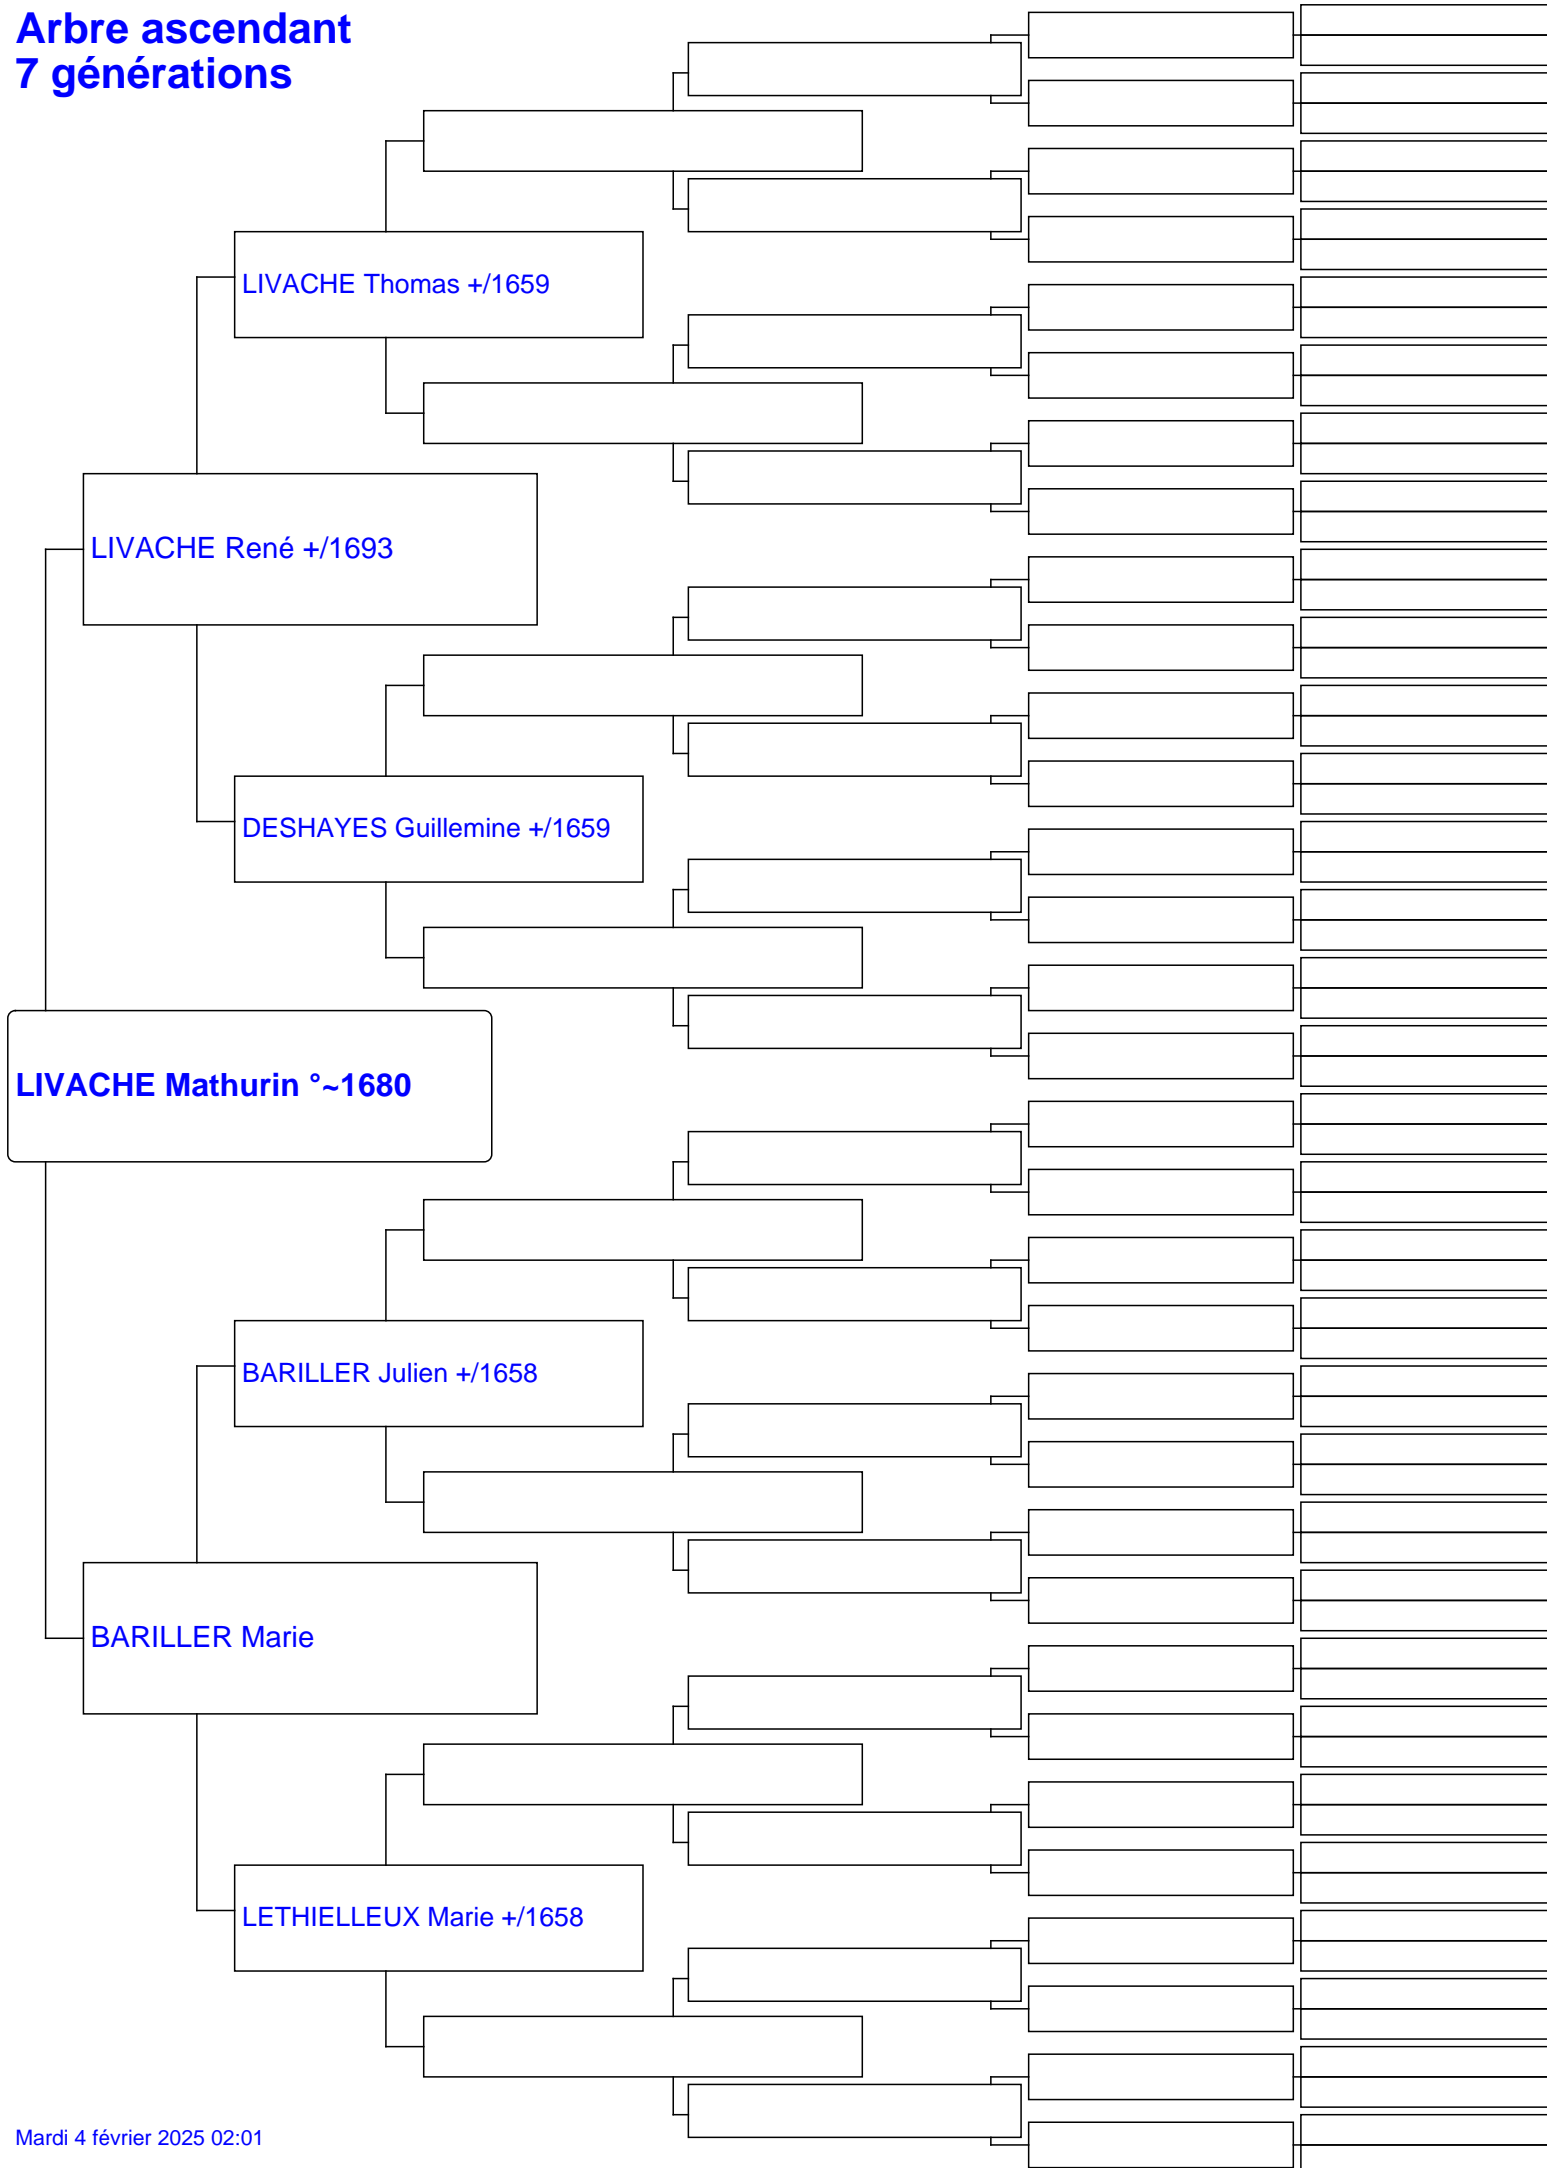 Arbre ascendant
7 générations
LIVACHE Thomas +/1659
LIVACHE René +/1693
DESHAYES Guillemine +/1659
LIVACHE Mathurin °~1680
BARILLER Julien +/1658
BARILLER Marie
LETHIELLEUX Marie +/1658
Mardi 4 février 2025 02:01